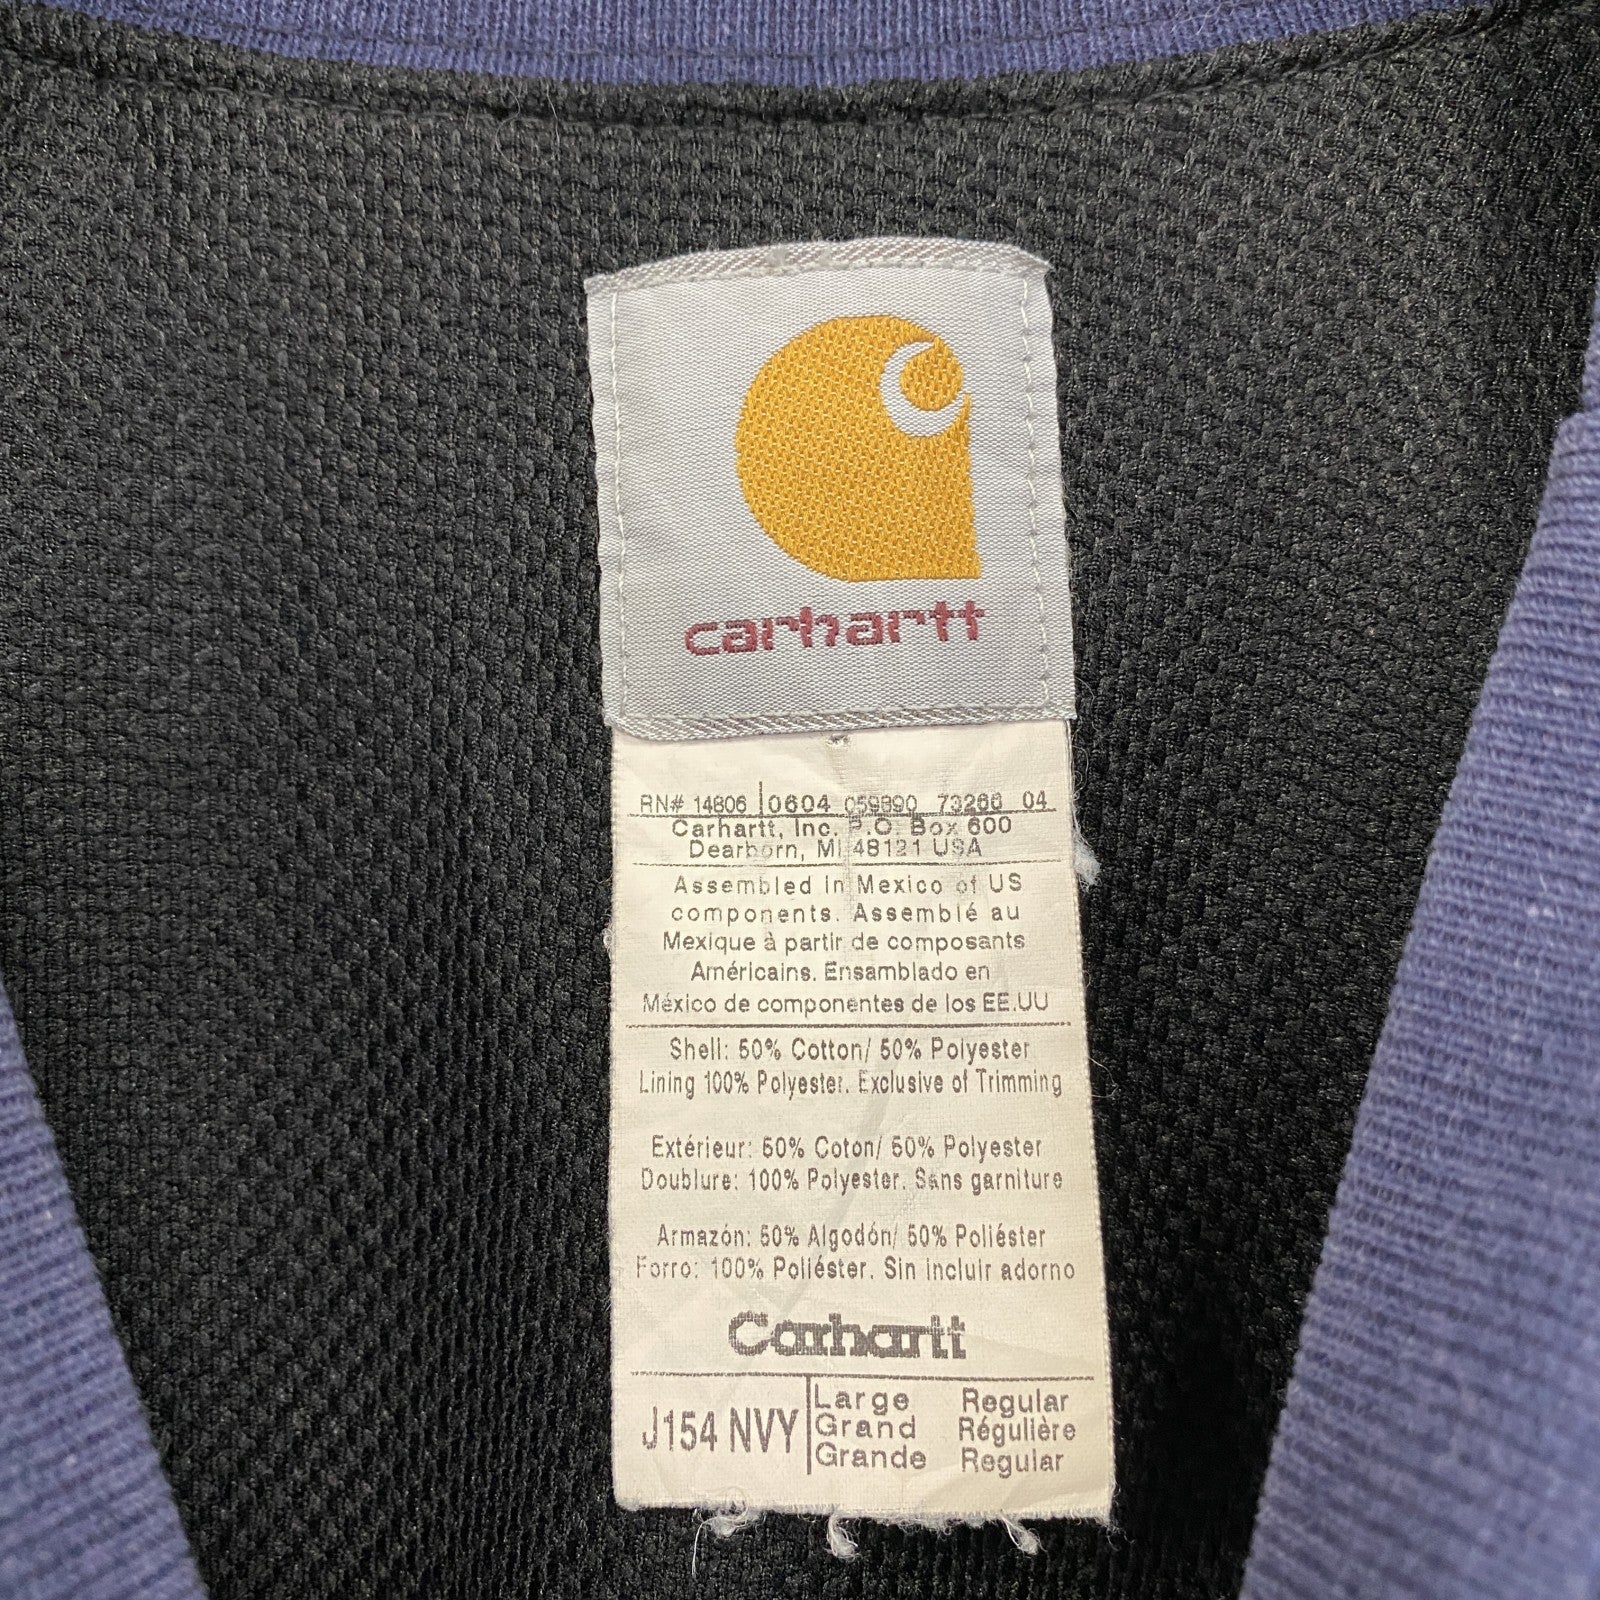 carhartt
RN# 14806 0604 059890 73266 04
Carhartt, Inc. P.O. Box 600
Dearborn, MI 48121 USA
Assembled in Mexico of US
components. Assemblé au
Mexique à partir de composants
Américains. Ensamblado en
México de componentes de los EE.UU
Shell: 50% Cotton/ 50% Polyester
Lining 100% Polyester. Exclusive of Trimming
Extérieur: 50% Coton/ 50% Polyester
Doublure: 100% Polyester. Sans garniture
Armazón: 50% Algodón/ 50% Poliéster
Forro: 100% Poliéster. Sin incluir adorno
Carhartt
J154 NVY
Large Regular
Grand Régulière
Grande Regular